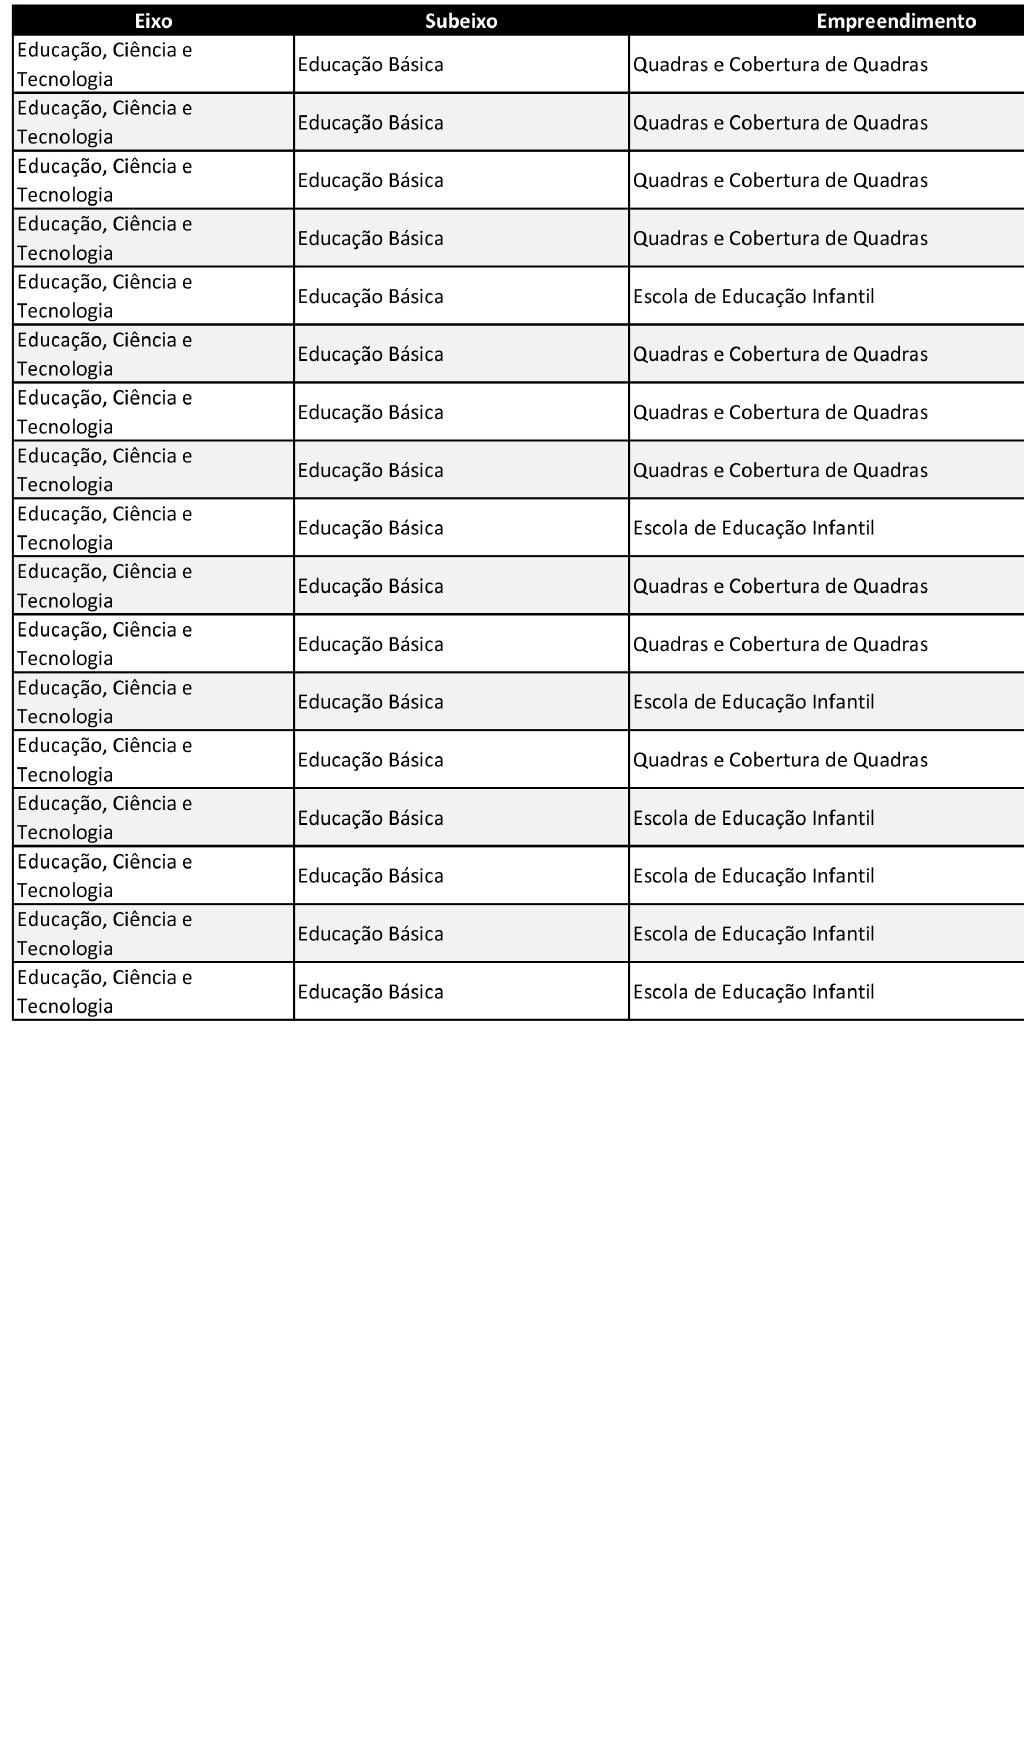 Eixo Subeixo Empreendimento
Educação, Ciência e
Tecnologia
Educação Básica
Quadras e Cobertura de Quadras
Educação, Ciência e
Tecnologia
Educação Básica
Quadras e Cobertura de Quadras
Educação, Ciência e
Tecnologia
Educação Básica
Quadras e Cobertura de Quadras
Educação, Ciência e
Tecnologia
Educação Básica
Quadras e Cobertura de Quadras
Educação, Ciência e
Tecnologia
Educação Básica
Escola de Educação Infantil
Educação, Ciência e
Tecnologia
Educação Básica
Quadras e Cobertura de Quadras
Educação, Ciência e
Tecnologia
Educação Básica
Quadras e Cobertura de Quadras
Educação, Ciência e
Tecnologia
Educação Básica
Quadras e Cobertura de Quadras
Educação, Ciência e
Tecnologia
Educação Básica
Escola de Educação Infantil
Educação, Ciência e
Tecnologia
Educação Básica
Quadras e Cobertura de Quadras
Educação, Ciência e
Tecnologia
Educação Básica
Quadras e Cobertura de Quadras
Educação, Ciência e
Tecnologia
Educação Básica
Escola de Educação Infantil
Educação, Ciência e
Tecnologia
Educação Básica
Quadras e Cobertura de Quadras
Educação, Ciência e
Tecnologia
Educação Básica
Escola de Educação Infantil
Educação, Ciência e
Tecnologia
Educação Básica
Escola de Educação Infantil
Educação, Ciência e
Tecnologia
Educação Básica
Escola de Educação Infantil
Educação, Ciência e
Tecnologia
Educação Básica
Escola de Educação Infantil